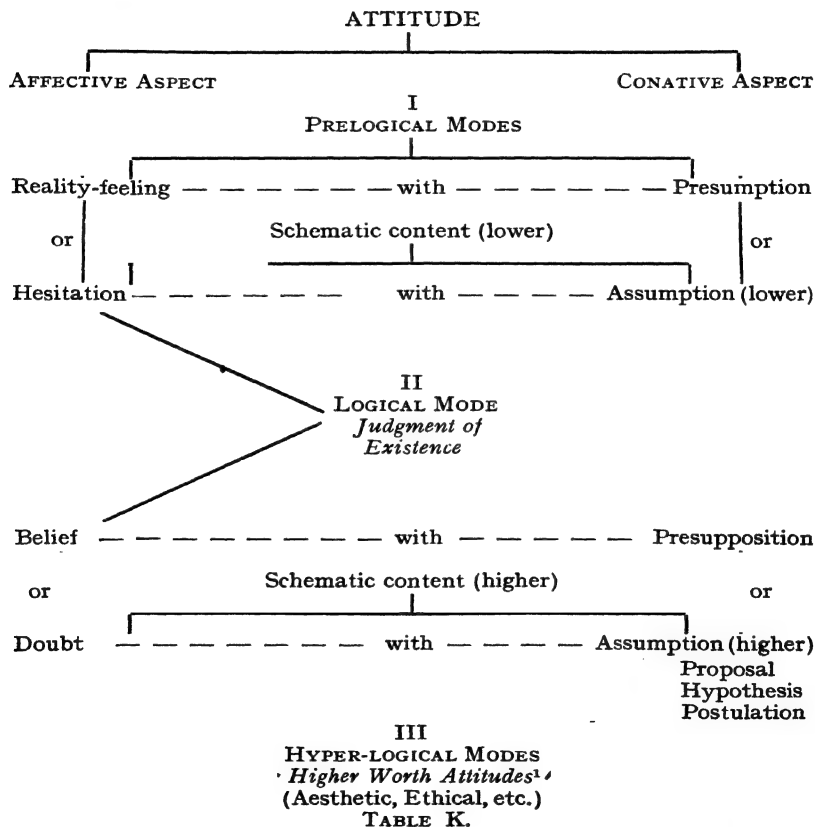 ATTITUDE
AFFECTIVE ASPECT CONATIVE ASPECT
I
PRELOGICAL MODES
Reality-feeling — — — — — with — — — — — Presumption
or Schematic content (lower) or
Hesitation — — — — — with — — — — Assumption (lower)
II
LOGICAL MODE
Judgment of
Existence
Belief — — — — — — with — — — — — Presupposition
or Schematic content (higher) or
Doubt — — — — — — with — — — — Assumption (higher)
Proposal
Hypothesis
Postulation
III
HYPER-LOGICAL MODES
Higher Worth Attitudes¹
(Aesthetic, Ethical, etc.)
TABLE K.